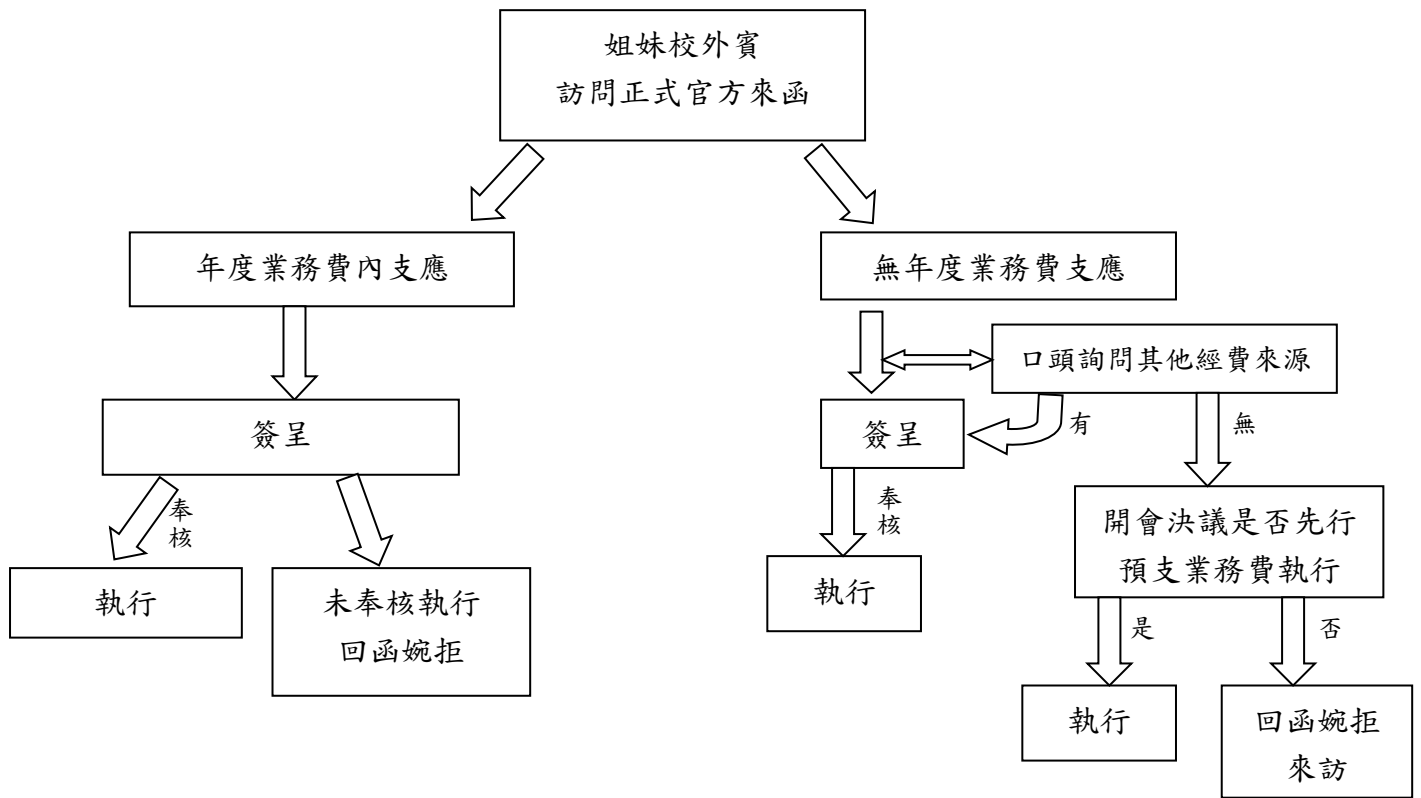 姐妹校外賓
訪問正式官方來函
年度業務費內支應
無年度業務費支應
口頭詢問其他經費來源
簽呈
簽呈
有
無
奉
核
奉
核
開會決議是否先行
預支業務費執行
執行
未奉核執行
回函婉拒
執行
是
否
執行
回函婉拒
來訪